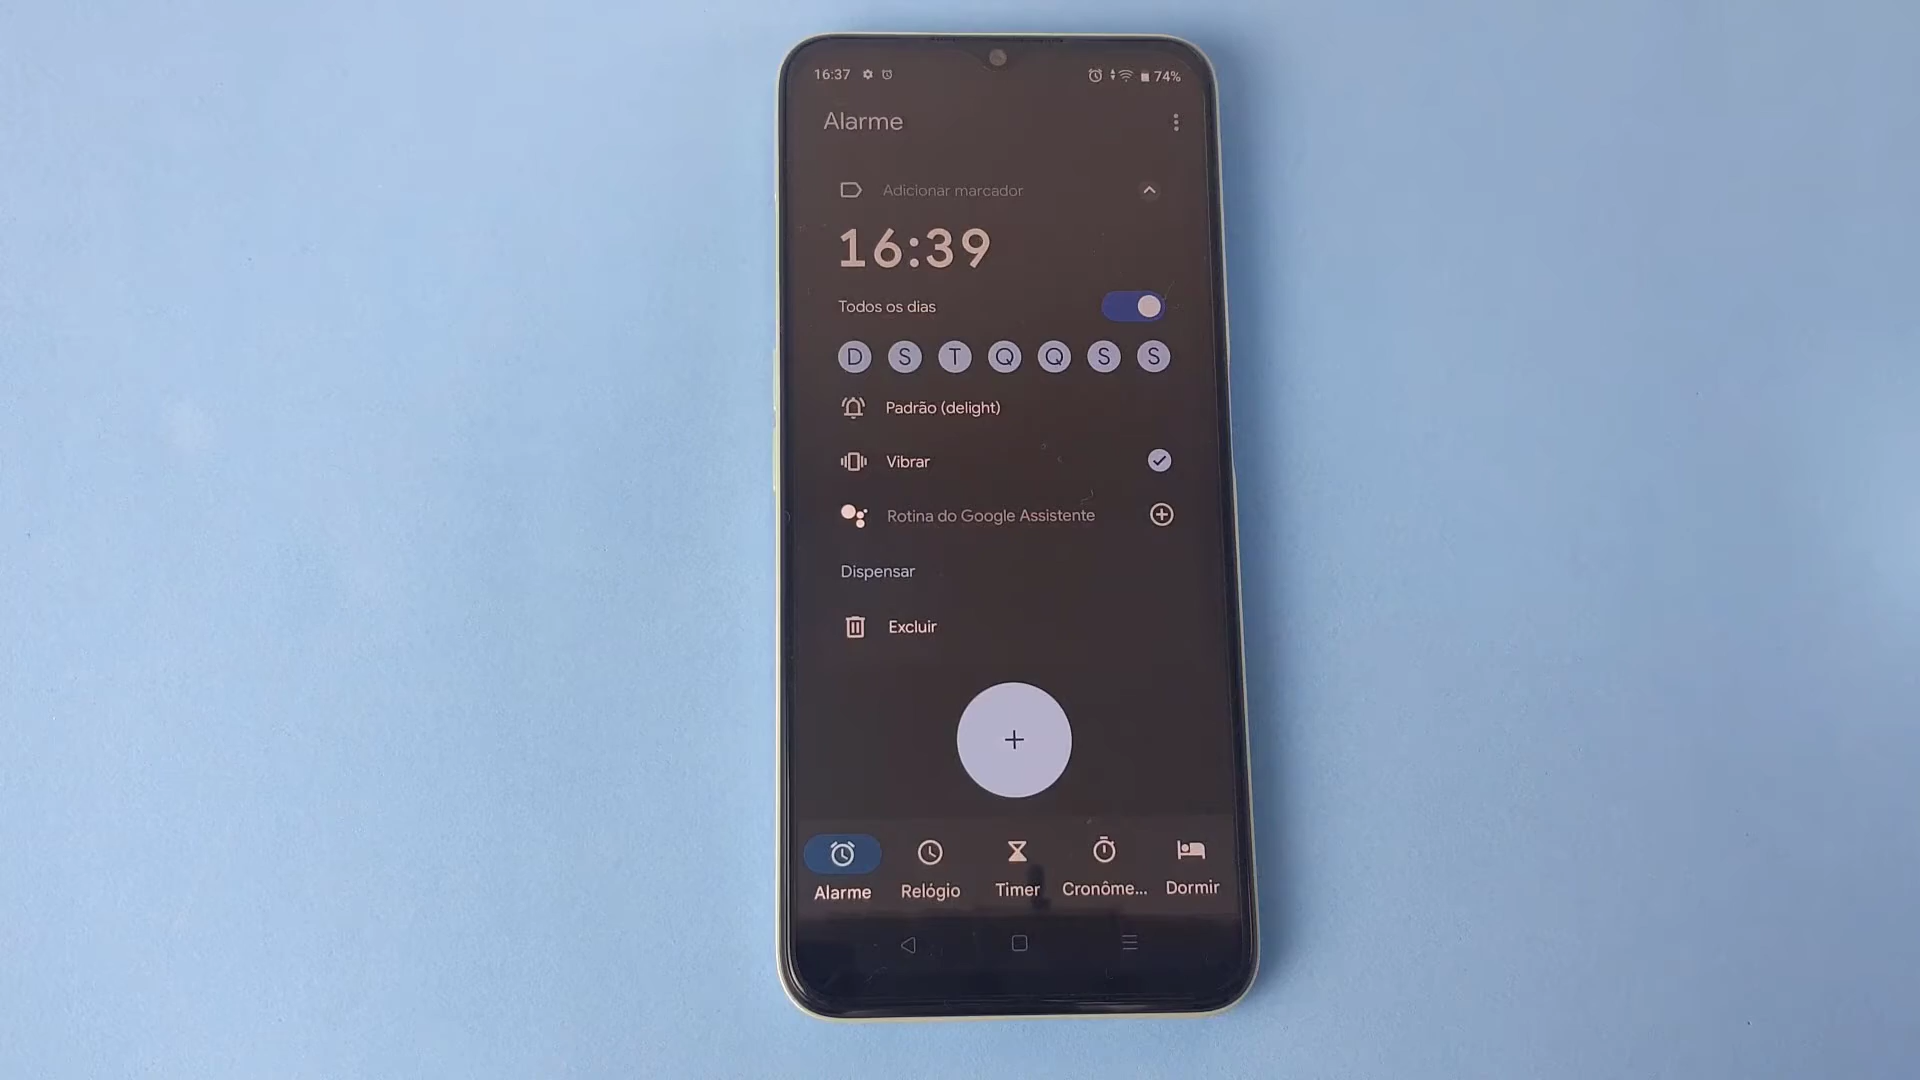 16:37 74%
Alarme
Adicionar marcador
16:39
Todos os dias
D S T Q Q S S
Padrão (delight)
Vibrar
Rotina do Google Assistente
Dispensar
Excluir
+
Alarme Relógio Timer Cronôme... Dormir